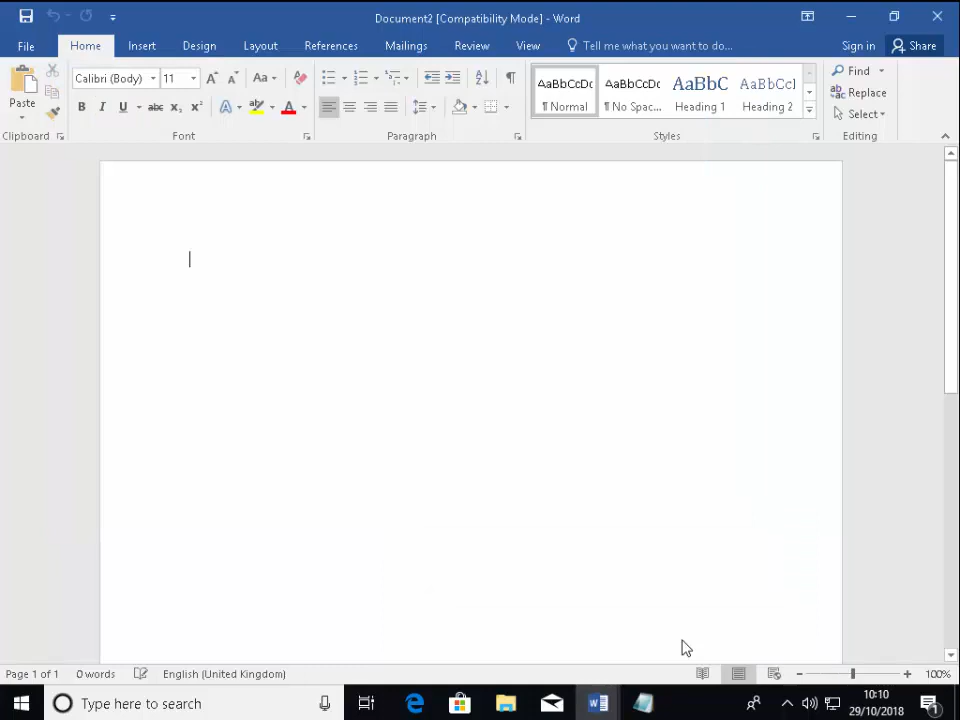 Document2 [Compatibility Mode] - Word
File Home Insert Design Layout References Mailings Review View Tell me what you want to do... Sign in Share
Paste
Calibri (Body) 11
AaBbCcDc AaBbCcDc AaBbC AaBbCcI
¶ Normal ¶ No Spac... Heading 1 Heading 2
Find
Replace
Select
Clipboard Font Paragraph Styles Editing
Page 1 of 1 0 words English (United Kingdom) 100%
Type here to search
10:10
29/10/2018
1